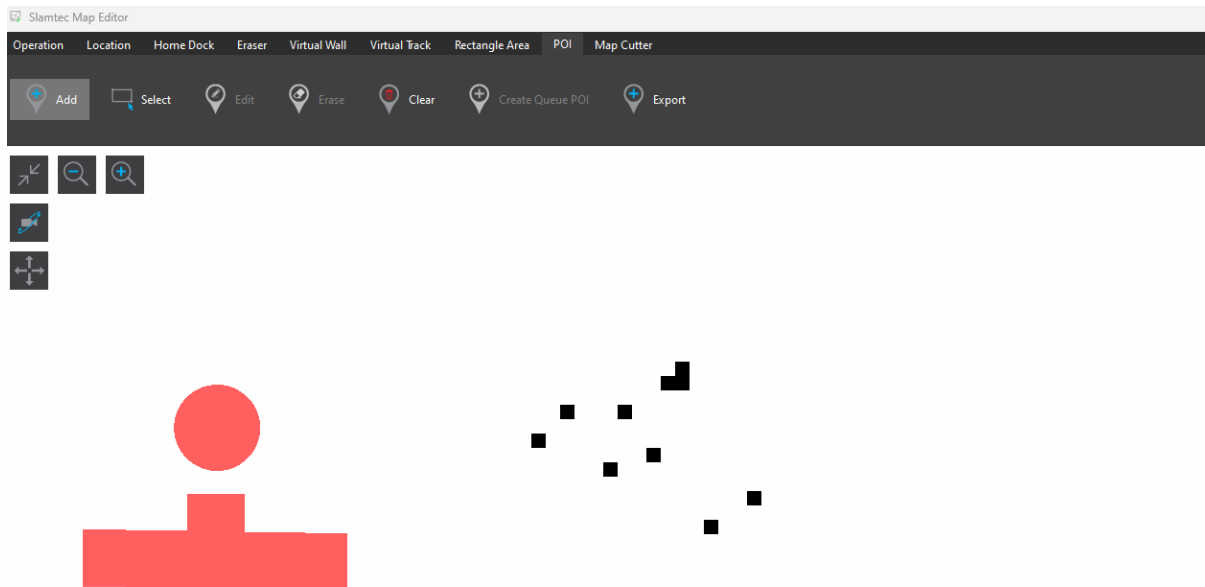 Slamtec Map Editor
Operation Location Home Dock Eraser Virtual Wall Virtual Track Rectangle Area POI Map Cutter
Add Select Edit Erase Clear Create Queue POI Export